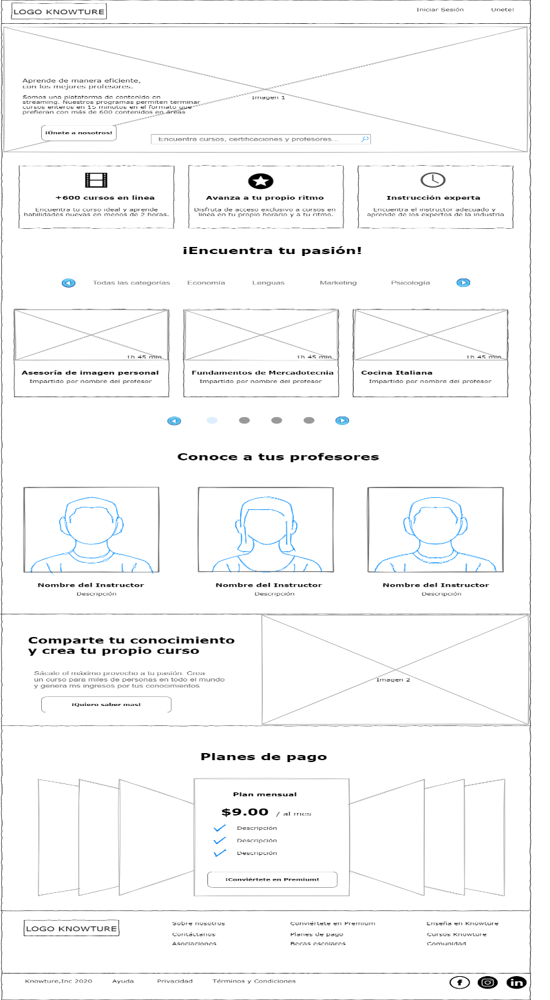 LOGO KNOWTURE
Iniciar Sesión
Unete!
Aprende de manera eficiente,
con los mejores profesores.
Somos una plataforma de contenido en
streaming. Nuestros programas permiten terminar
cursos enteros en 15 minutos en el formato que
prefieran con más de 600 contenidos en áreas
Imagen 1
¡Únete a nosotros!
Encuentra cursos, certificaciones y profesores...
+600 cursos en linea
Encuentra tu curso ideal y aprende
habilidades nuevas en menos de 2 horas.
Avanza a tu propio ritmo
Disfruta de acceso exclusivo a cursos en
linea en tu propio horario y a tu ritmo.
Instrucción experta
Encuentra el instructor adecuado y
aprende de los expertos de la industria
¡Encuentra tu pasión!
Todas las categorías
Economía
Lenguas
Marketing
Psicología
1h 45 min
1h 45 min
1h 45 min
Asesoría de imagen personal
Impartido por nombre del profesor
Fundamentos de Mercadotecnia
Impartido por nombre del profesor
Cocina Italiana
Impartido por nombre del profesor
Conoce a tus profesores
Nombre del Instructor
Descripción
Nombre del Instructor
Descripción
Nombre del Instructor
Descripción
Comparte tu conocimiento
y crea tu propio curso
Sácale el máximo provecho a tu pasión. Crea
un curso para miles de personas en todo el mundo
y genera ms ingresos por tus conocimientos
¡Quiero saber mas!
Imagen 2
Planes de pago
Plan mensual
$9.00 / al mes
Descripción
Descripción
Descripción
¡Conviértete en Premium!
LOGO KNOWTURE
Sobre nosotros
Contáctanos
Asociaciones
Conviértete en Premium
Planes de pago
Becas escolares
Enseña en Knowture
Cursos Knowture
Comunidad
Knowture,Inc 2020
Ayuda
Privacidad
Términos y Condiciones